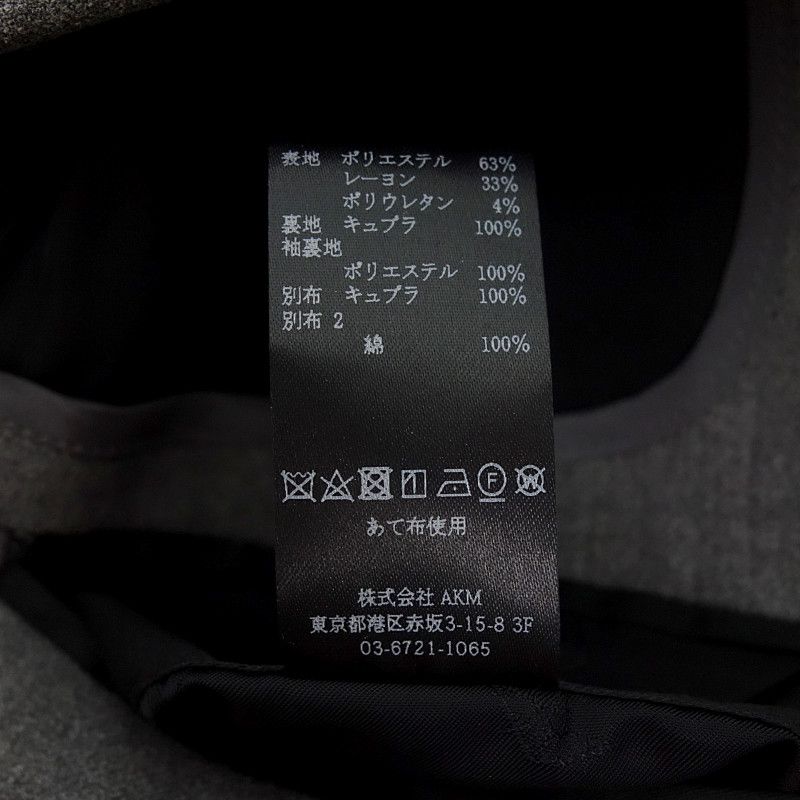 表地 ポリエステル 63%
レーヨン 33%
ポリウレタン 4%
裏地 キュプラ 100%
袖裏地
ポリエステル 100%
別布 キュプラ 100%
別布 2
綿 100%
F W
あて布使用
株式会社 AKM
東京都港区赤坂3-15-8 3F
03-6721-1065